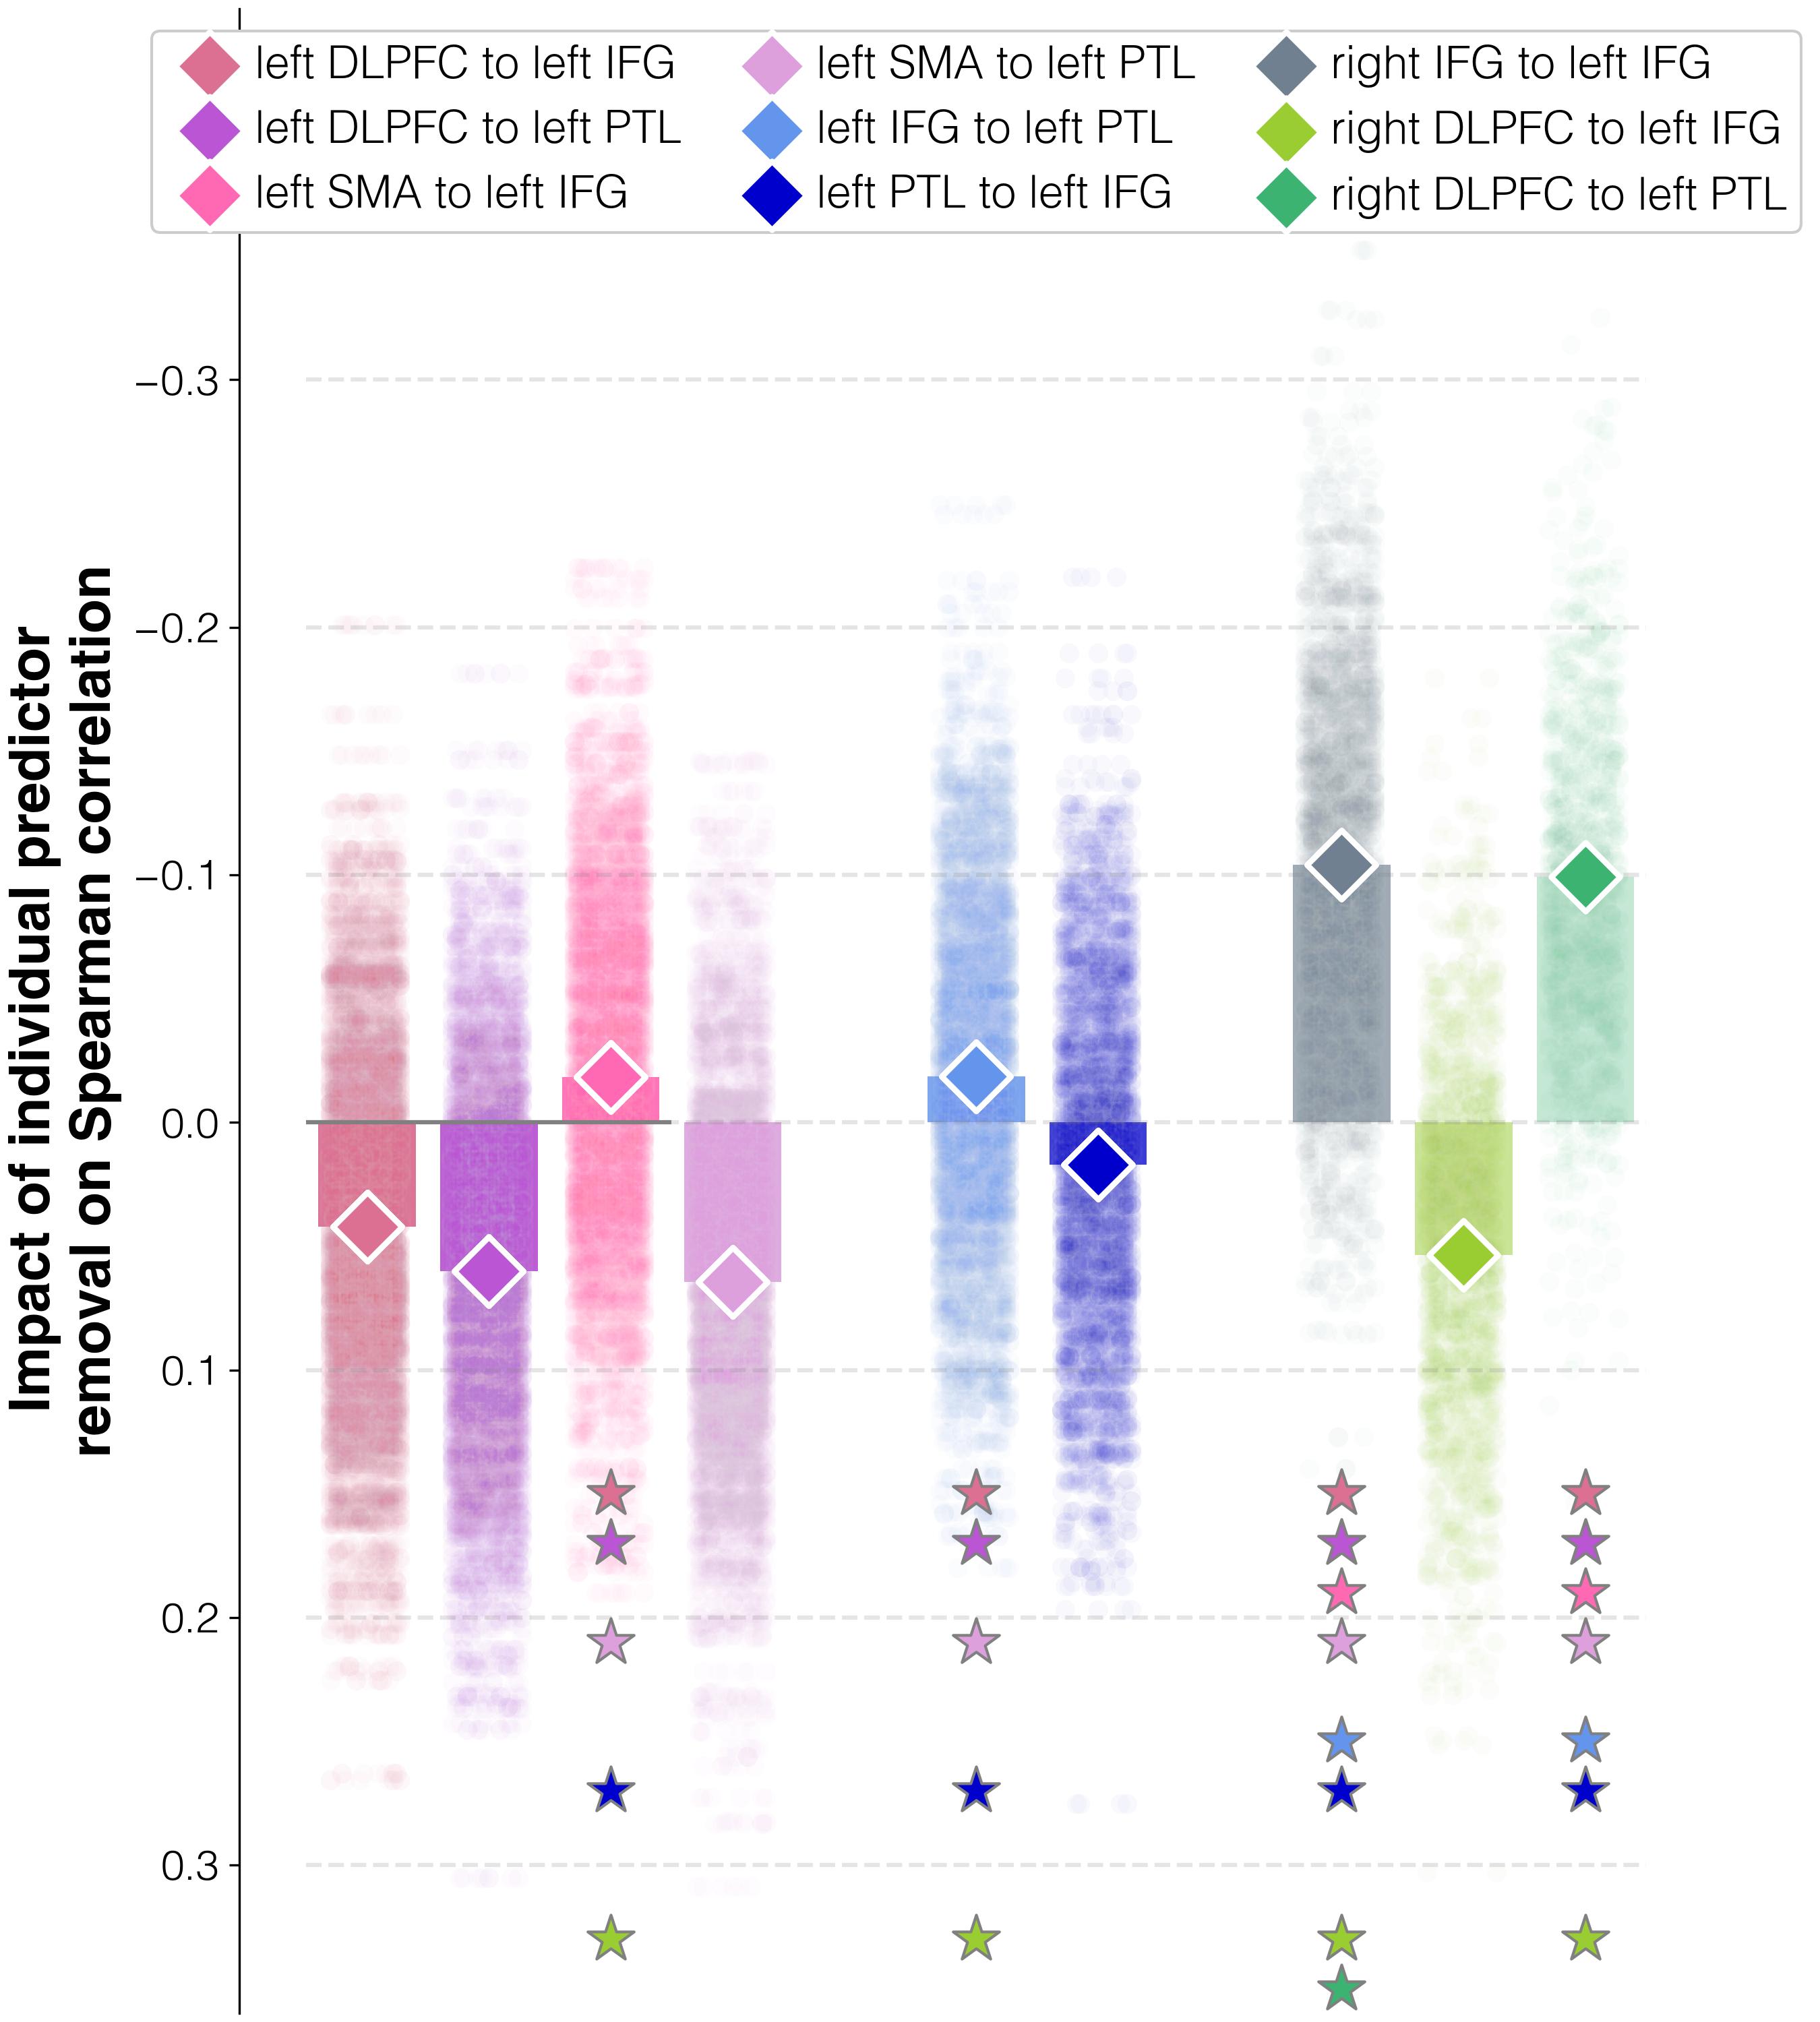 left DLPFC to left IFG
left DLPFC to left PTL
left SMA to left IFG
left SMA to left PTL
left IFG to left PTL
left PTL to left IFG
right IFG to left IFG
right DLPFC to left IFG
right DLPFC to left PTL
Impact of individual predictor
removal on Spearman correlation
−0.3
−0.2
−0.1
0.0
0.1
0.2
0.3